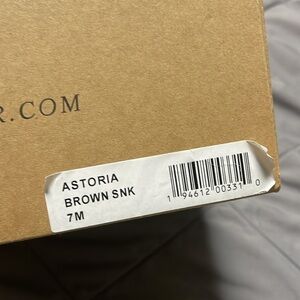 R.COM
ASTORIA
BROWN SNK
7M
1 94612 00331 0